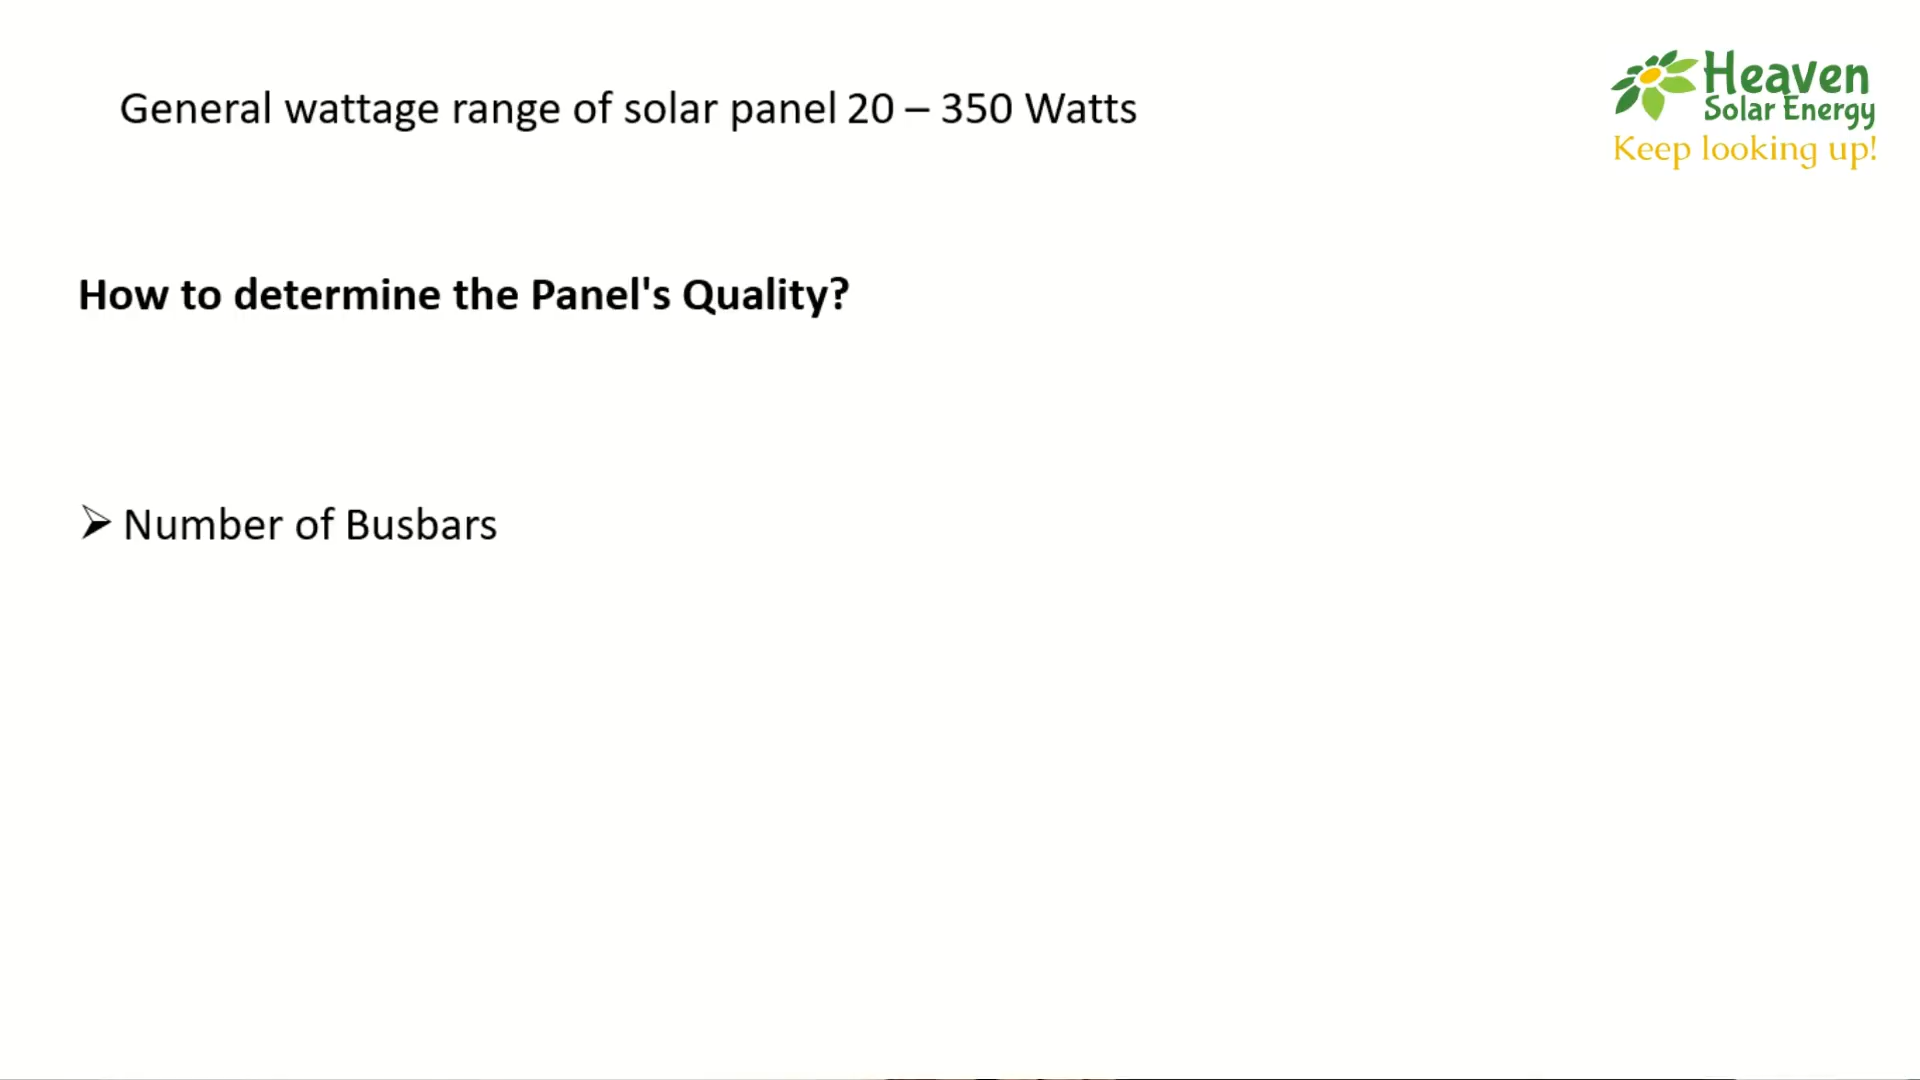 General wattage range of solar panel 20 – 350 Watts
Heaven
Solar Energy
Keep looking up!
How to determine the Panel's Quality?
➢ Number of Busbars